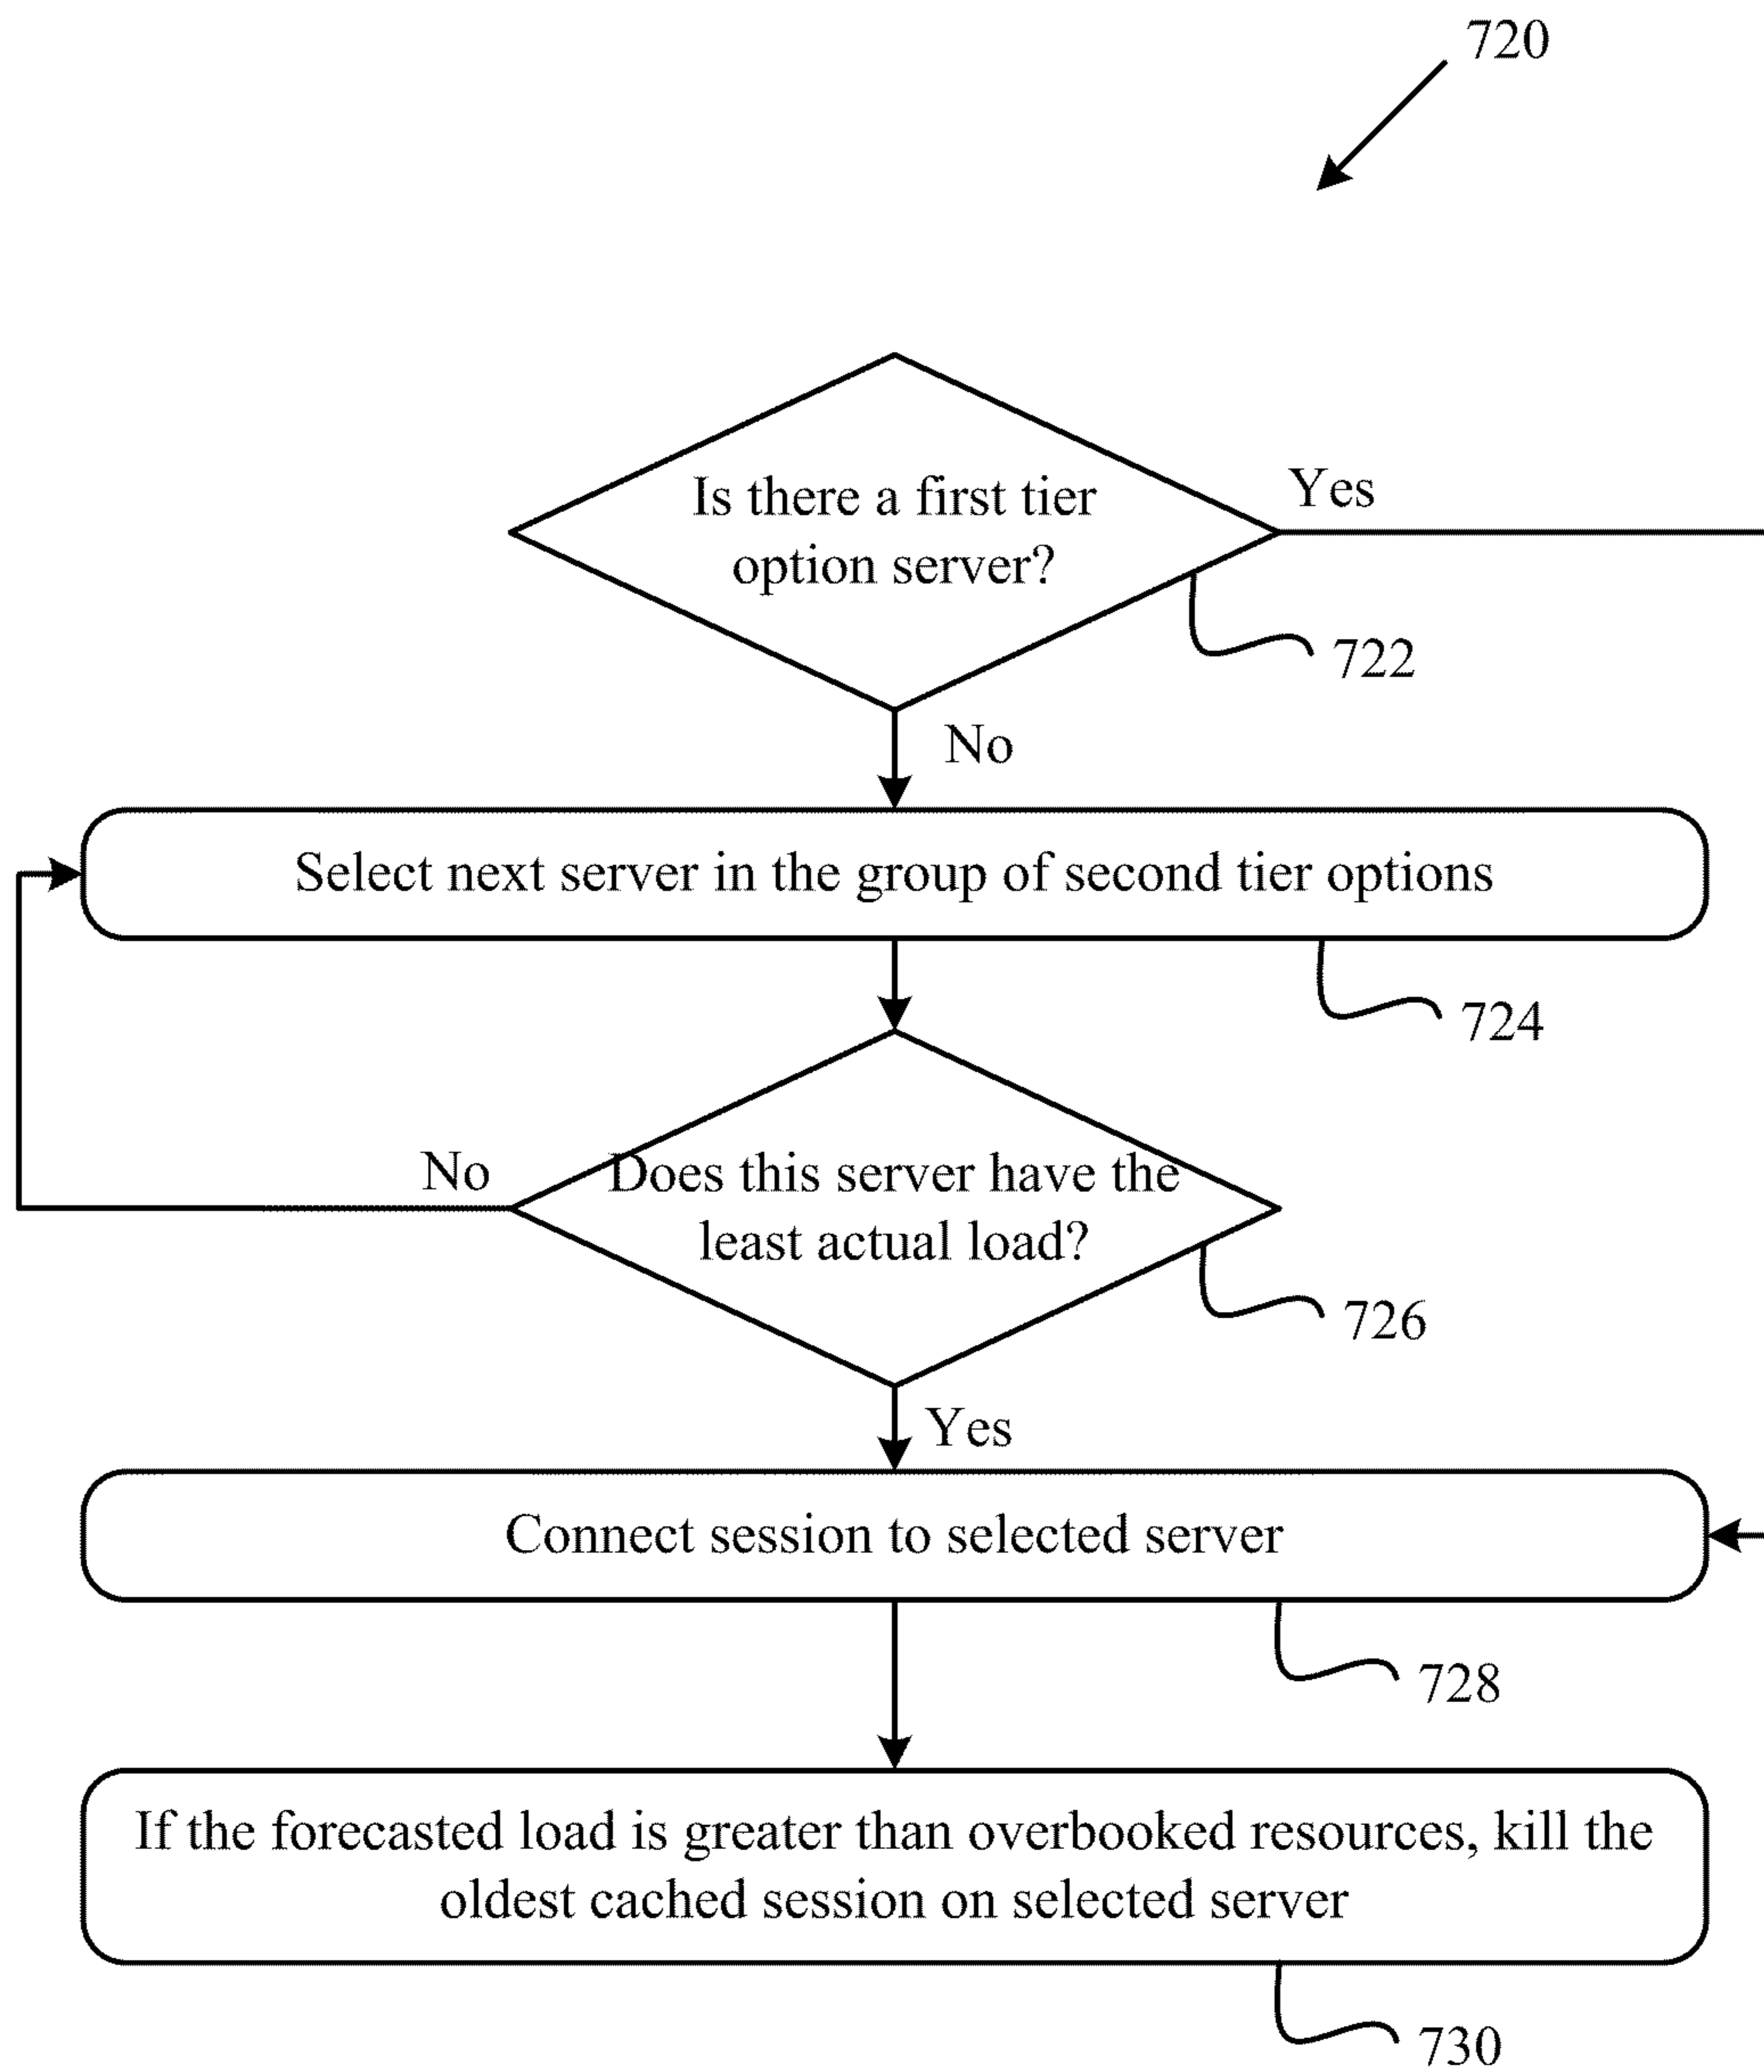 720
Is there a first tier
option server?
Yes
722
No
Select next server in the group of second tier options
724
No
Does this server have the
least actual load?
726
Yes
Connect session to selected server
728
If the forecasted load is greater than overbooked resources, kill the
oldest cached session on selected server
730